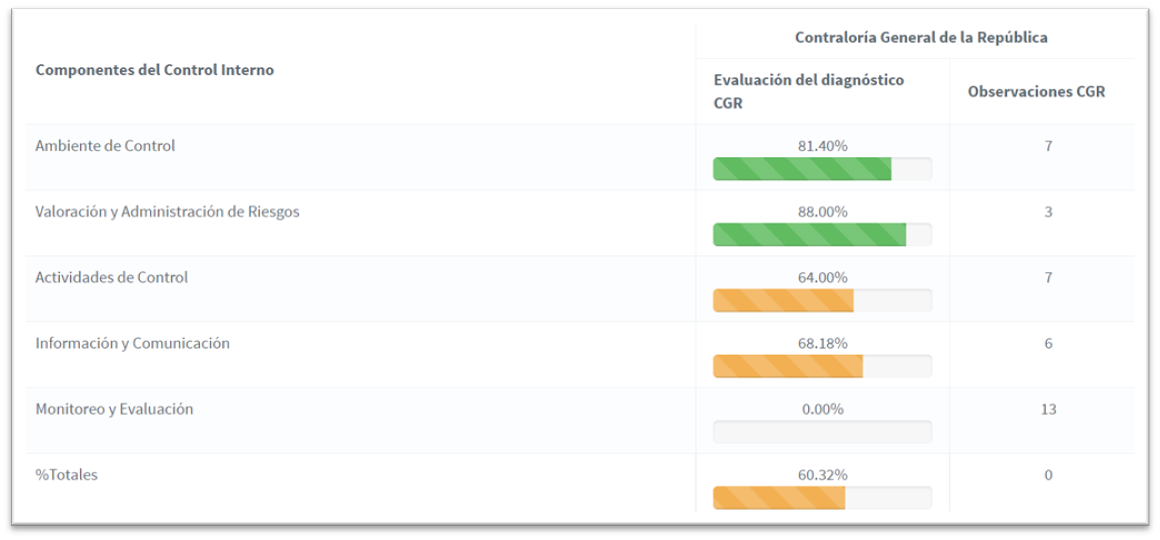 Contraloría General de la República
Componentes del Control Interno
Evaluación del diagnóstico
CGR
Observaciones CGR
Ambiente de Control 81.40% 7
Valoración y Administración de Riesgos 88.00% 3
Actividades de Control 64.00% 7
Información y Comunicación 68.18% 6
Monitoreo y Evaluación 0.00% 13
%Totales 60.32% 0